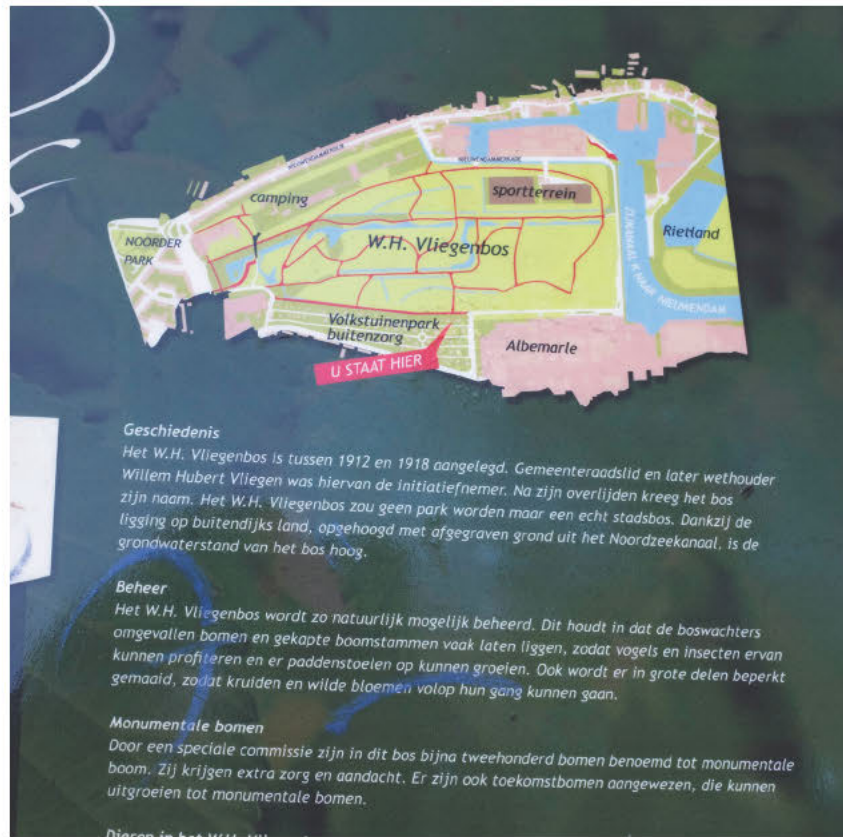 NIEUWENDAMMERDIJK
NIEUWENDAMMERKADE
camping
sportterrein
NOORDER
PARK
W.H. Vliegenbos
Rietland
ZIJKANAAL K NAAR NIEUWENDAM
Volkstuinenpark
buitenzorg
Albemarle
U STAAT HIER
Geschiedenis
Het W.H. Vliegenbos is tussen 1912 en 1918 aangelegd. Gemeenteraadslid en later wethouder
Willem Hubert Vliegen was hiervan de initiatiefnemer. Na zijn overlijden kreeg het bos
zijn naam. Het W.H. Vliegenbos zou geen park worden maar een echt stadsbos. Dankzij de
ligging op buitendijks land, opgehoogd met afgegraven grond uit het Noordzeekanaal, is de
grondwaterstand van het bos hoog.
Beheer
Het W.H. Vliegenbos wordt zo natuurlijk mogelijk beheerd. Dit houdt in dat de boswachters
omgevallen bomen en gekapte boomstammen vaak laten liggen, zodat vogels en insecten ervan
kunnen profiteren en er paddenstoelen op kunnen groeien. Ook wordt er in grote delen beperkt
gemaaid, zodat kruiden en wilde bloemen volop hun gang kunnen gaan.
Monumentale bomen
Door een speciale commissie zijn in dit bos bijna tweehonderd bomen benoemd tot monumentale
boom. Zij krijgen extra zorg en aandacht. Er zijn ook toekomstbomen aangewezen, die kunnen
uitgroeien tot monumentale bomen.
Dieren in het W.H.